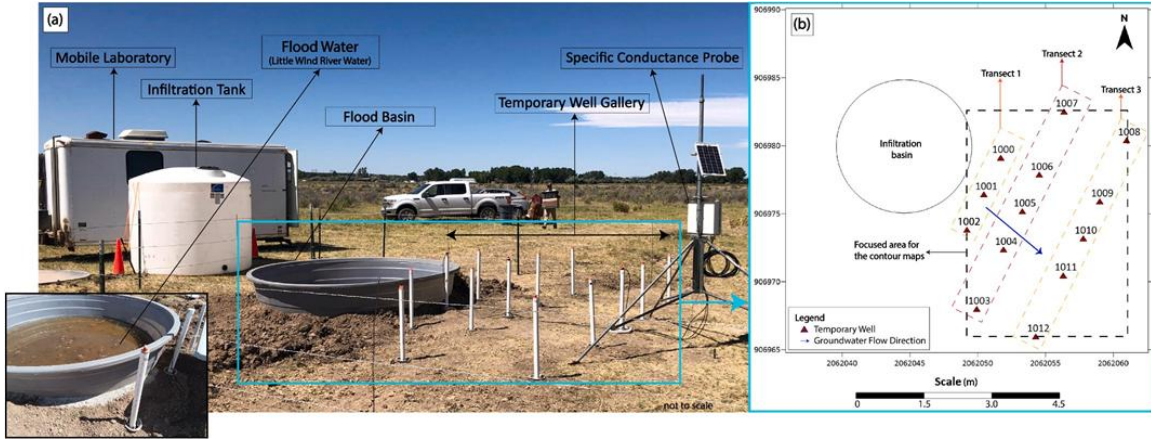 (a)
Mobile Laboratory
Flood Water
(Little Wind River Water)
Specific Conductance Probe
Infiltration Tank
Temporary Well Gallery
Flood Basin
not to scale
(b)
N
906990
906985
906980
906975
906970
906965
Transect 2
Transect 1
Transect 3
1007
1008
1000
1006
1001
1009
1005
1002
1010
1004
1011
1003
1012
Infiltration
basin
Focused area for
the contour maps
Legend
Temporary Well
Groundwater Flow Direction
2062040
2062045
2062050
2062055
2062060
Scale (m)
0
1.5
3.0
4.5